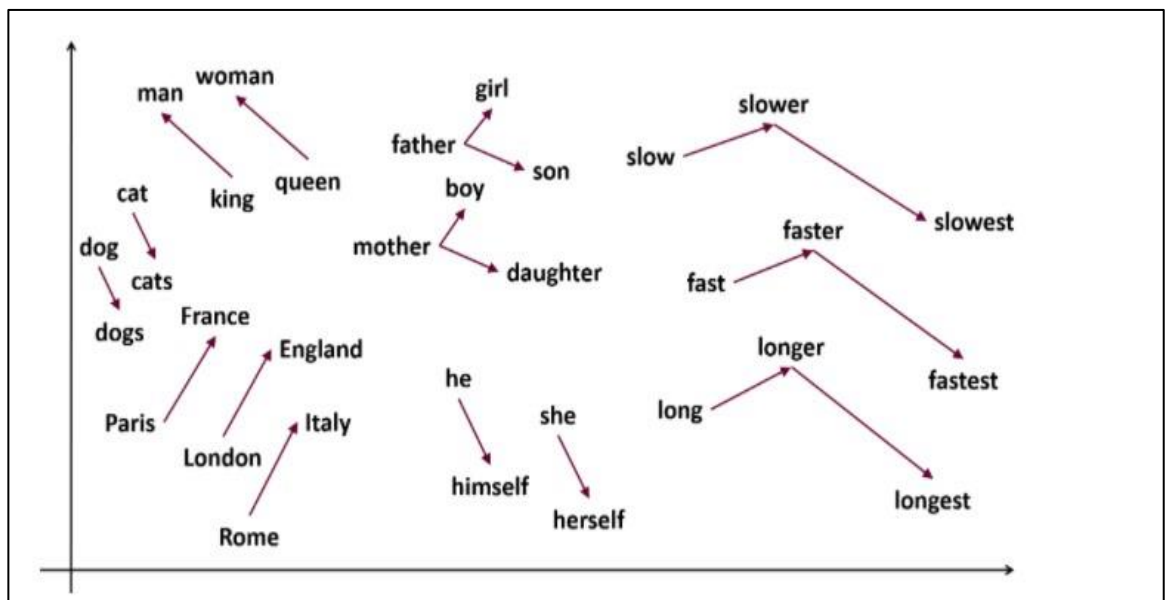 woman
man
king
queen
cat
cats
dog
dogs
France
Paris
England
London
Italy
Rome
girl
father
son
boy
mother
daughter
he
himself
she
herself
slower
slow
slowest
faster
fast
fastest
longer
long
longest